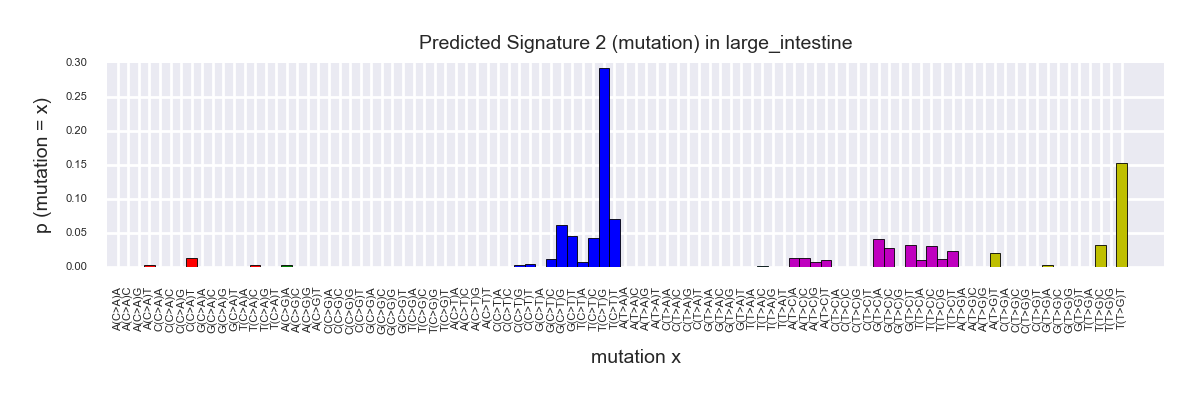 Predicted Signature 2 (mutation) in large_intestine
p (mutation = x)
0.30
0.25
0.20
0.15
0.10
0.05
0.00
A(C>A)A
A(C>A)C
A(C>A)G
A(C>A)T
C(C>A)A
C(C>A)C
C(C>A)G
C(C>A)T
G(C>A)A
G(C>A)C
G(C>A)G
G(C>A)T
T(C>A)A
T(C>A)C
T(C>A)G
T(C>A)T
A(C>G)A
A(C>G)C
A(C>G)G
A(C>G)T
C(C>G)A
C(C>G)C
C(C>G)G
C(C>G)T
G(C>G)A
G(C>G)C
G(C>G)G
G(C>G)T
T(C>G)A
T(C>G)C
T(C>G)G
T(C>G)T
A(C>T)A
A(C>T)C
A(C>T)G
A(C>T)T
C(C>T)A
C(C>T)C
C(C>T)G
C(C>T)T
G(C>T)A
G(C>T)C
G(C>T)G
G(C>T)T
T(C>T)A
T(C>T)C
T(C>T)G
T(C>T)T
A(T>A)A
A(T>A)C
A(T>A)G
A(T>A)T
C(T>A)A
C(T>A)C
C(T>A)G
C(T>A)T
G(T>A)A
G(T>A)C
G(T>A)G
G(T>A)T
T(T>A)A
T(T>A)C
T(T>A)G
T(T>A)T
A(T>C)A
A(T>C)C
A(T>C)G
A(T>C)T
C(T>C)A
C(T>C)C
C(T>C)G
C(T>C)T
G(T>C)A
G(T>C)C
G(T>C)G
G(T>C)T
T(T>C)A
T(T>C)C
T(T>C)G
T(T>C)T
A(T>G)A
A(T>G)C
A(T>G)G
A(T>G)T
C(T>G)A
C(T>G)C
C(T>G)G
C(T>G)T
G(T>G)A
G(T>G)C
G(T>G)G
G(T>G)T
T(T>G)A
T(T>G)C
T(T>G)G
T(T>G)T
mutation x